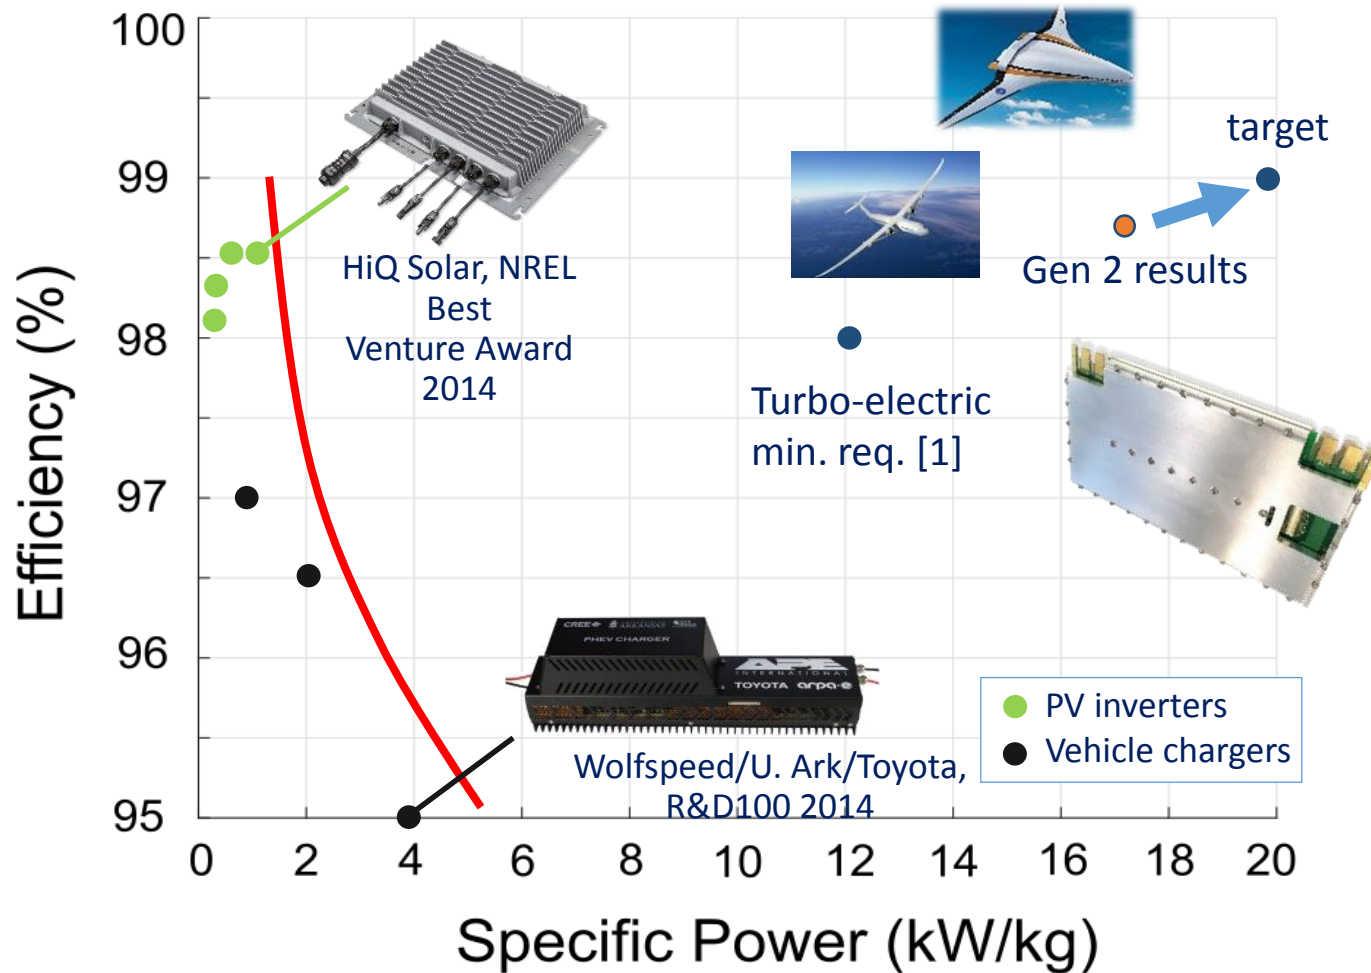 100
99
98
97
96
95
Efficiency (%)
0 2 4 6 8 10 12 14 16 18 20
Specific Power (kW/kg)
HiQ Solar, NREL
Best
Venture Award
2014
target
Gen 2 results
Turbo-electric
min. req. [1]
CREE
PHEV CHARGER
APE
INTERNATIONAL
TOYOTA arpa-e
Wolfspeed/U. Ark/Toyota,
R&D100 2014
PV inverters
Vehicle chargers